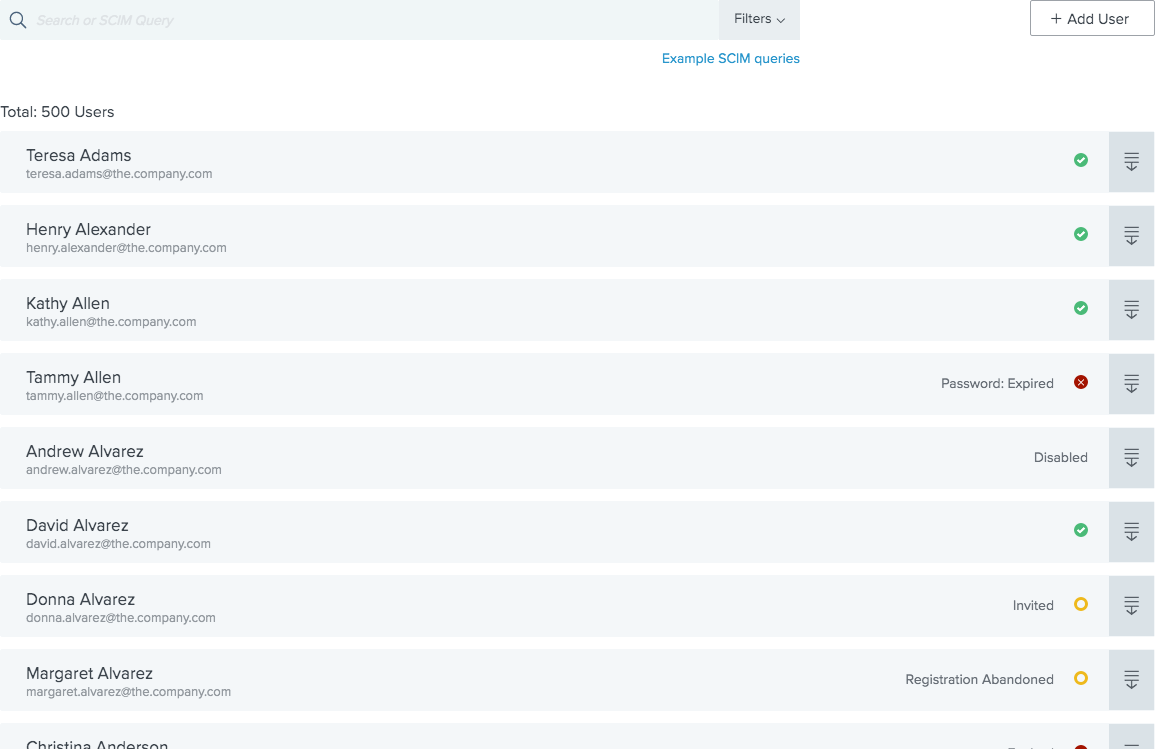 Search or SCIM Query
Filters
+ Add User
Example SCIM queries
Total: 500 Users
Teresa Adams
teresa.adams@the.company.com
Henry Alexander
henry.alexander@the.company.com
Kathy Allen
kathy.allen@the.company.com
Tammy Allen
tammy.allen@the.company.com
Password: Expired
Andrew Alvarez
andrew.alvarez@the.company.com
Disabled
David Alvarez
david.alvarez@the.company.com
Donna Alvarez
donna.alvarez@the.company.com
Invited
Margaret Alvarez
margaret.alvarez@the.company.com
Registration Abandoned
Christina Anderson